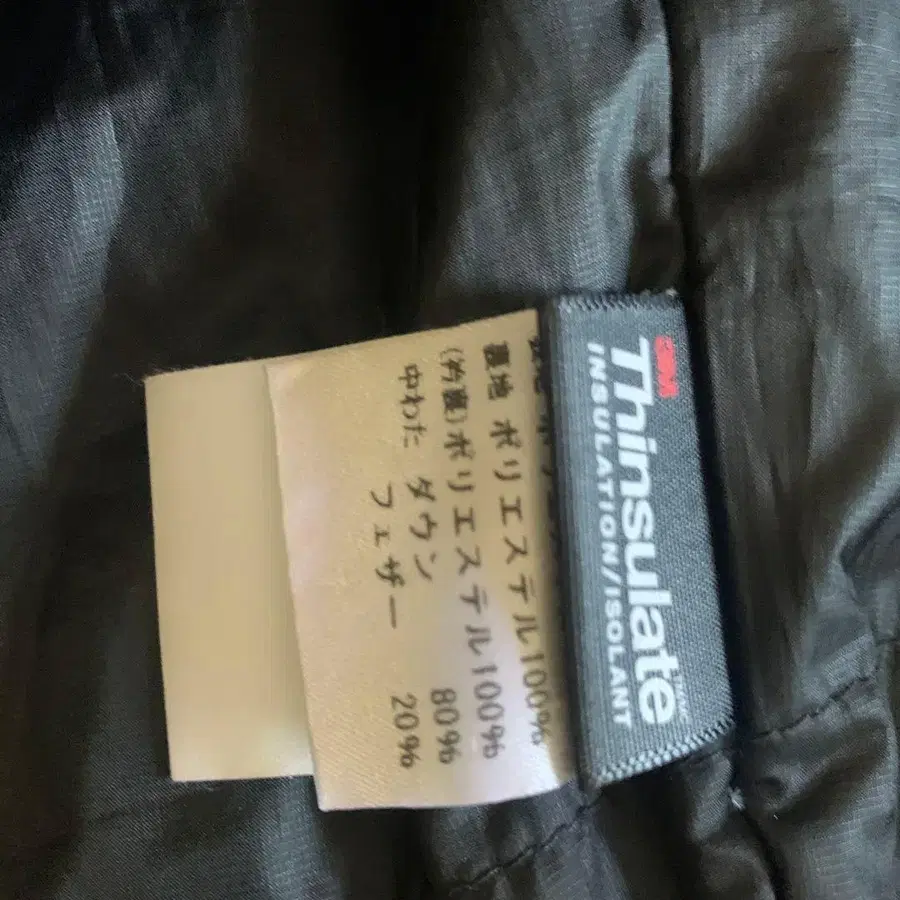 3M
Thinsulate
INSULATION/ISOLANT
裏地 ポリエステル100%
(衿裏)ポリエステル100%
中わた ダウン 80%
フェザー 20%